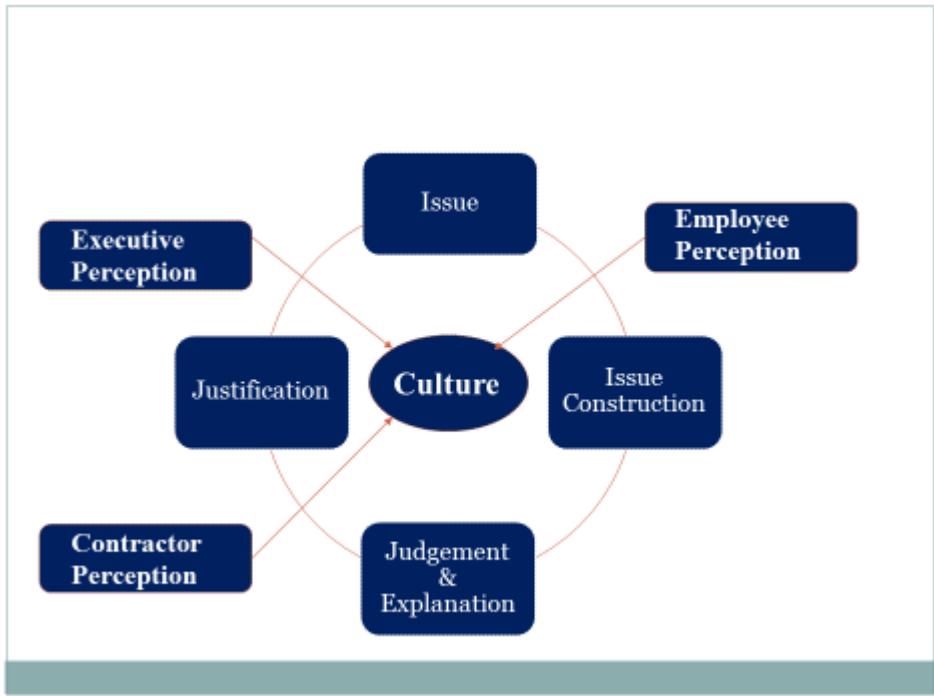 Issue
Executive
Perception
Employee
Perception
Justification
Culture
Issue
Construction
Contractor
Perception
Judgement
&
Explanation